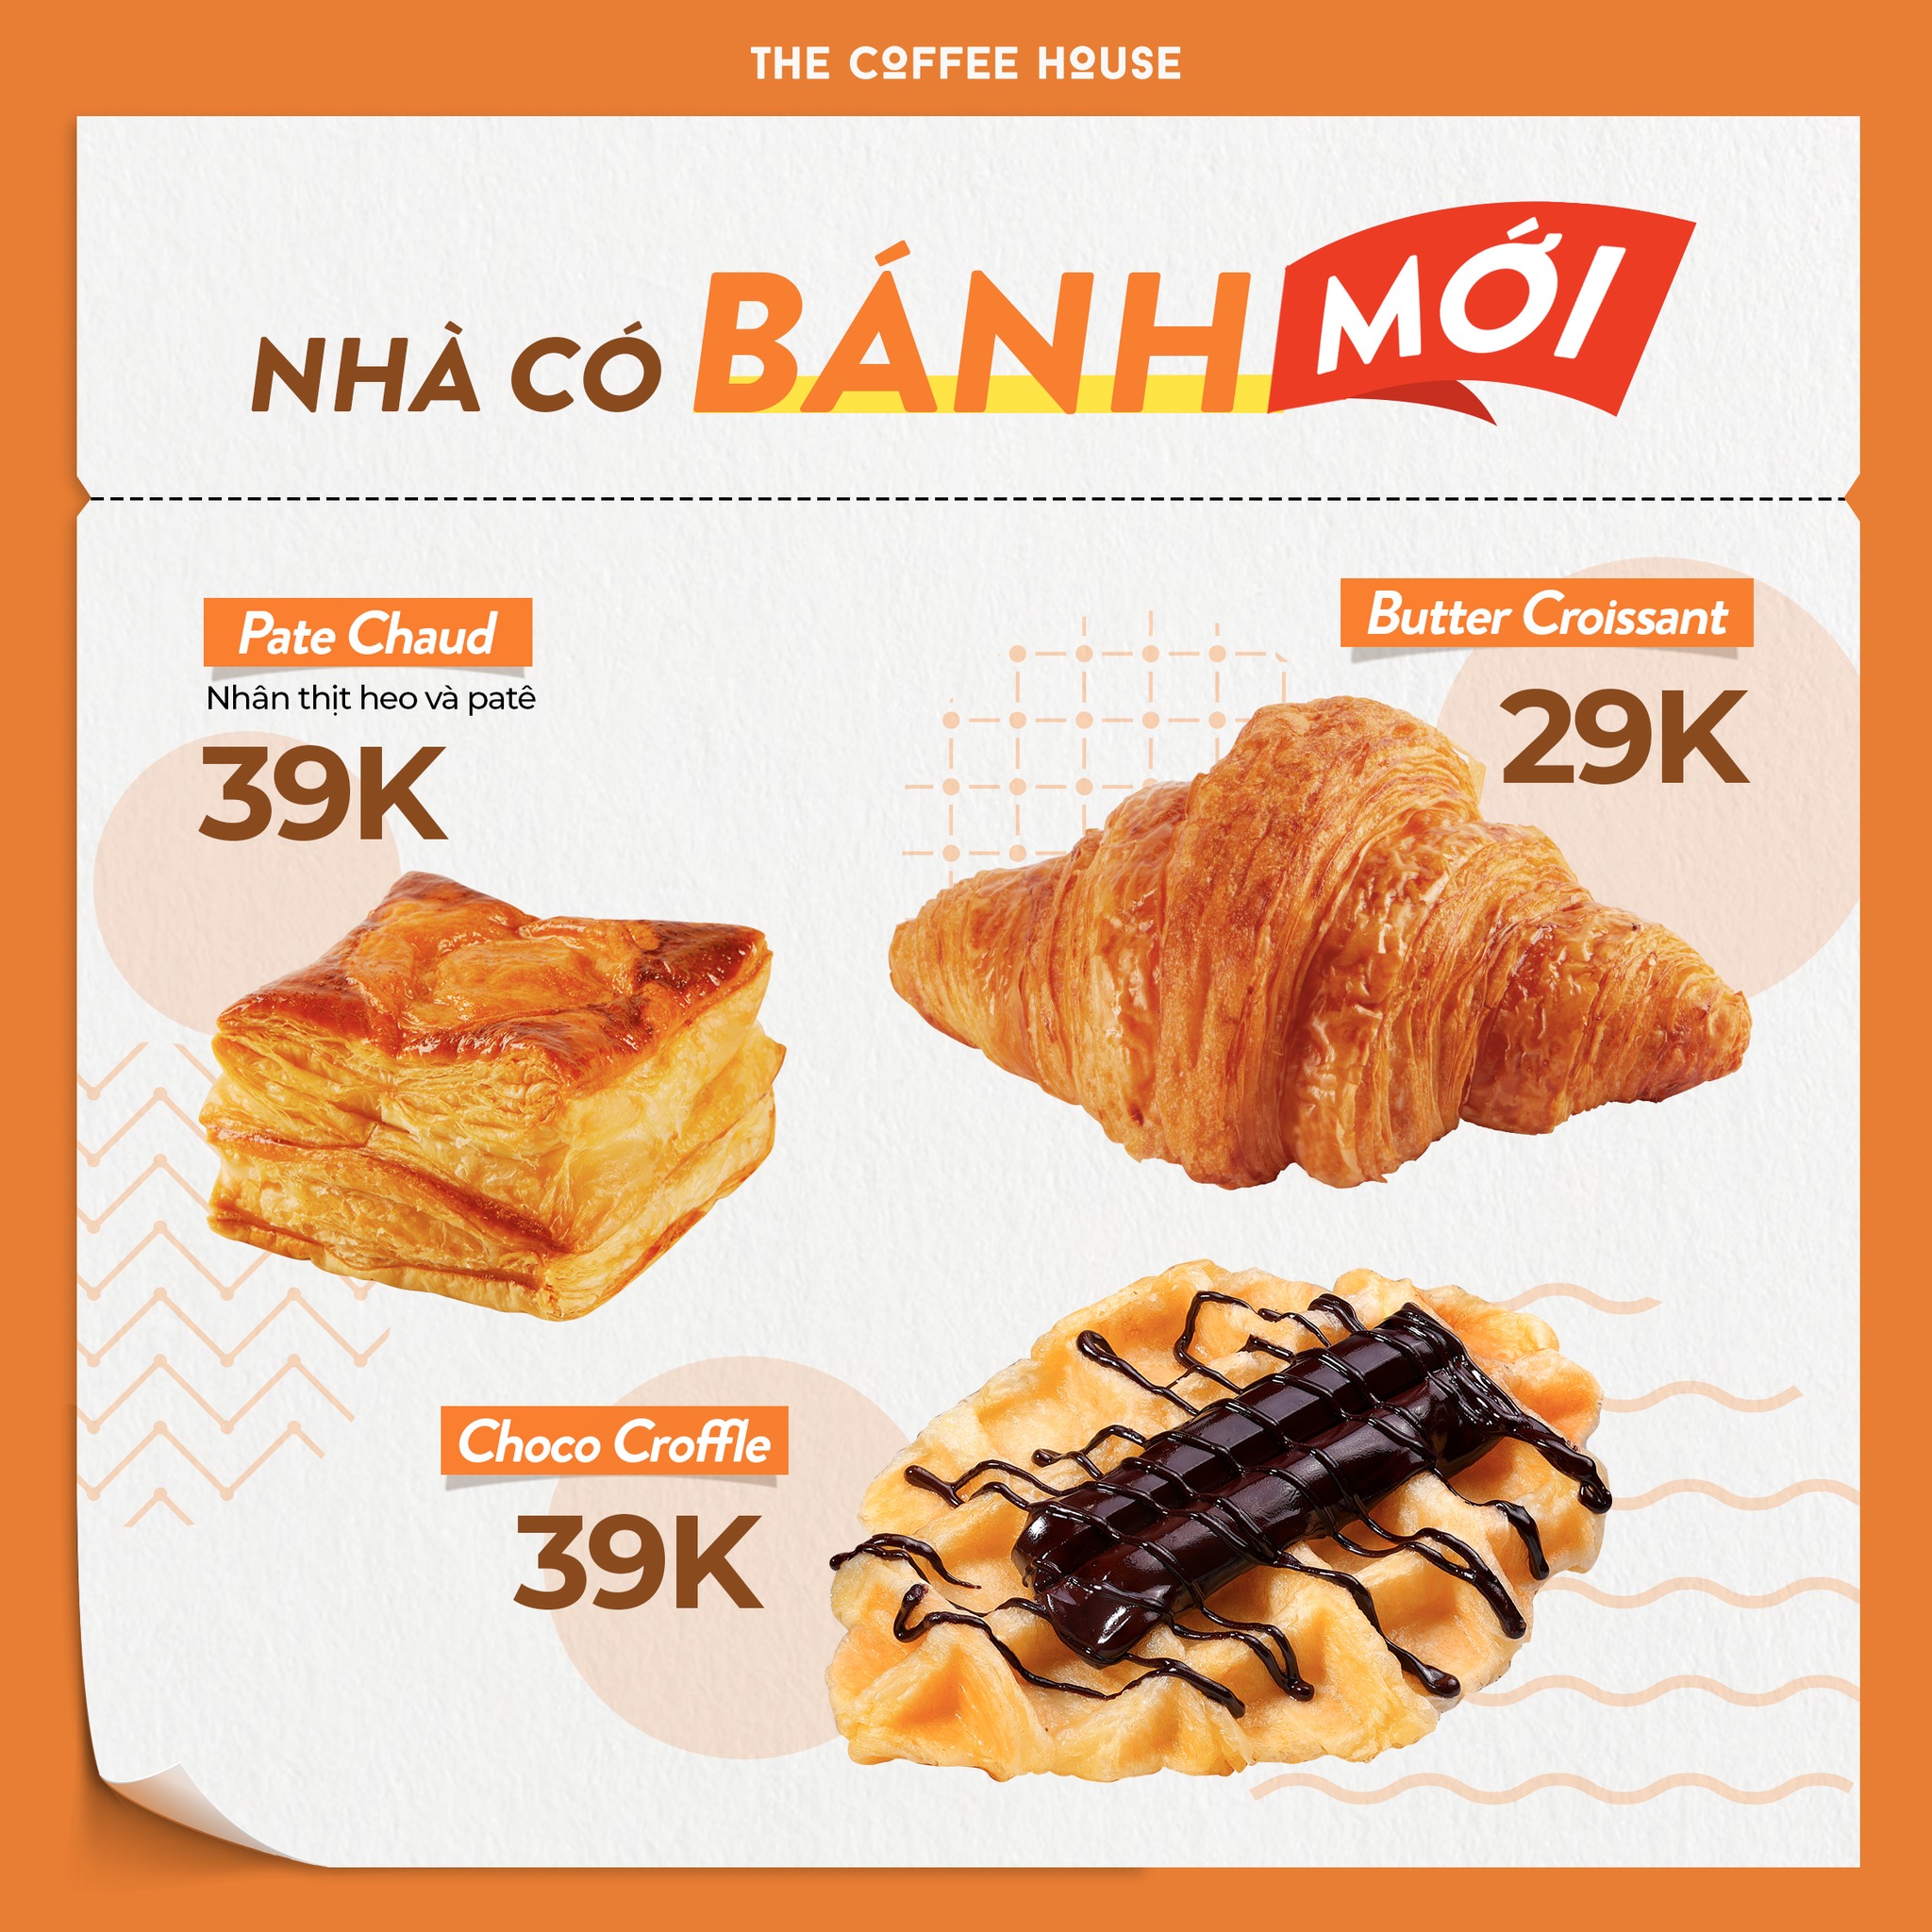 THE COFFEE HOUSE
NHÀ CÓ BÁNH MỚI
Pate Chaud
Nhân thịt heo và patê
39K
Butter Croissant
29K
Choco Croffle
39K